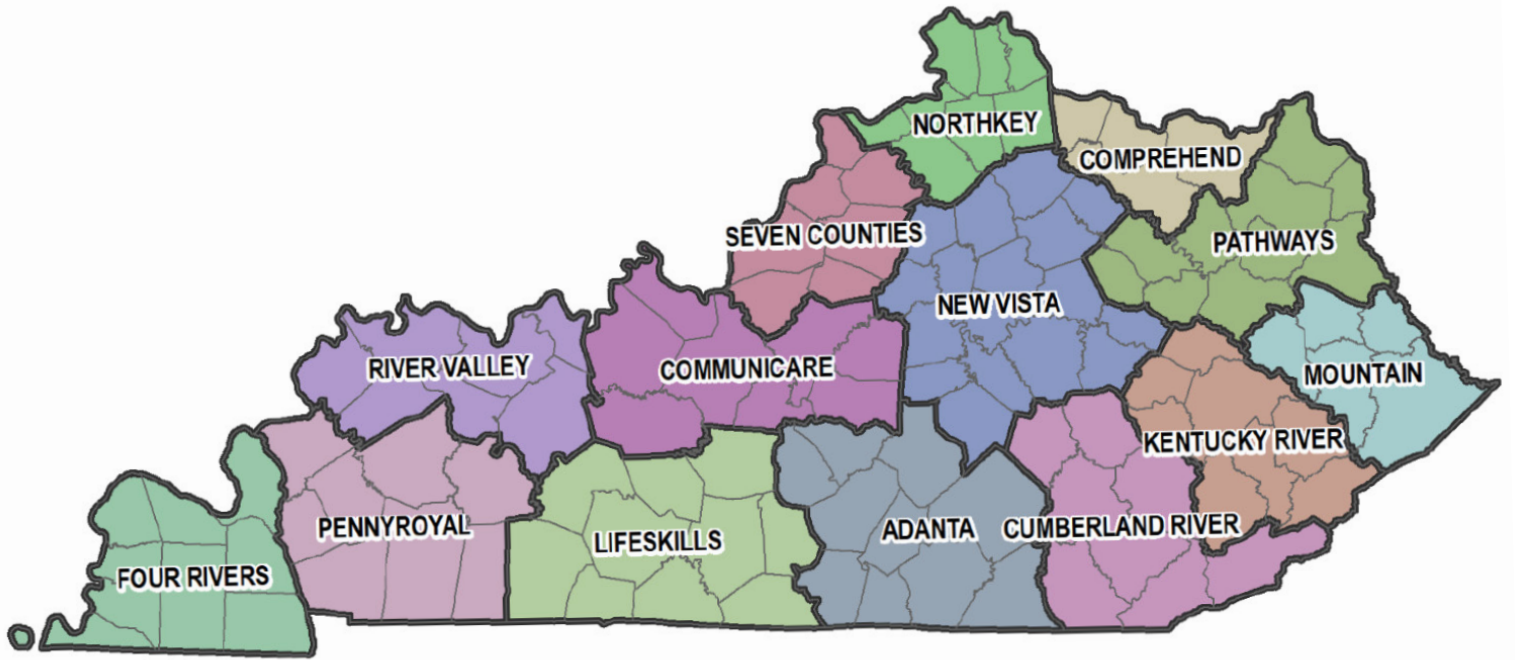 NORTHKEY
COMPREHEND
SEVEN COUNTIES
PATHWAYS
NEW VISTA
RIVER VALLEY
COMMUNICARE
MOUNTAIN
KENTUCKY RIVER
PENNYROYAL
LIFESKILLS
ADANTA
CUMBERLAND RIVER
FOUR RIVERS